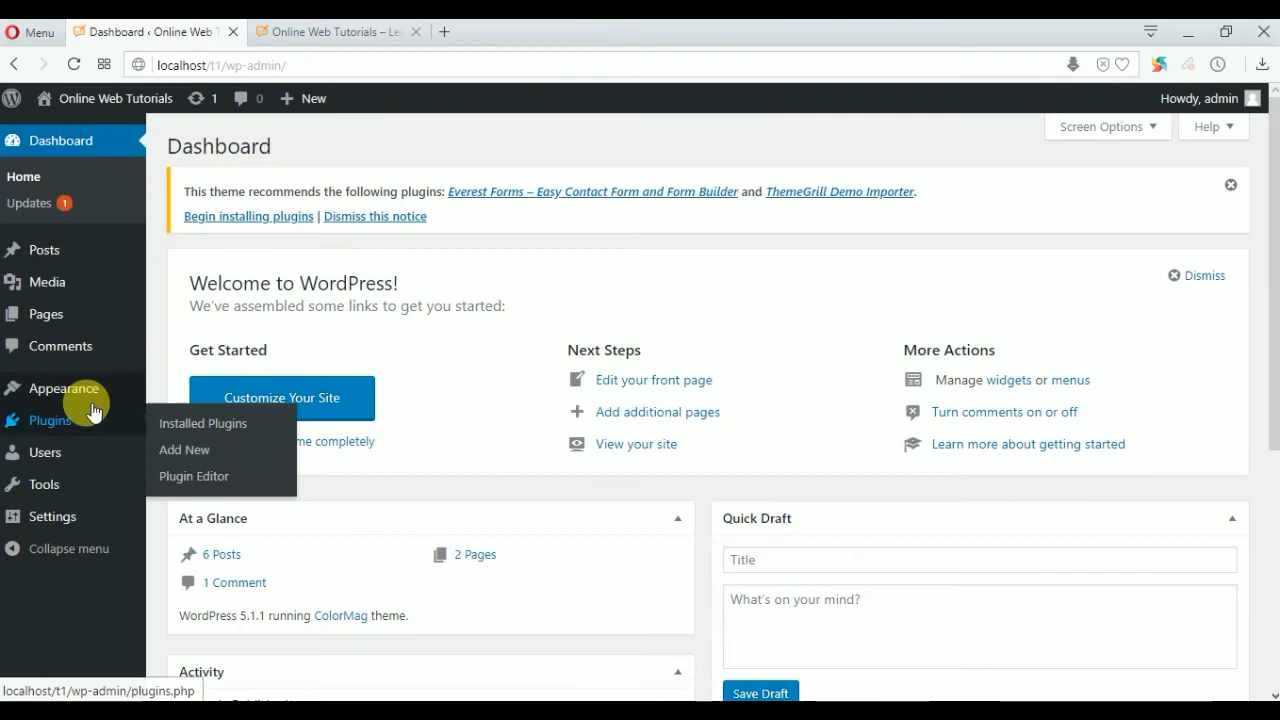 Menu
Dashboard ‹ Online Web T
Online Web Tutorials – Le
localhost/t1/wp-admin/
Online Web Tutorials 1 0 New
Howdy, admin
Dashboard
Home
Updates 1
Posts
Media
Pages
Comments
Appearance
Plugins
Users
Tools
Settings
Collapse menu
Installed Plugins
Add New
Plugin Editor
Screen Options
Help
Dashboard
This theme recommends the following plugins: Everest Forms – Easy Contact Form and Form Builder and ThemeGrill Demo Importer.
Begin installing plugins | Dismiss this notice
Welcome to WordPress!
Dismiss
We've assembled some links to get you started:
Get Started
Customize Your Site
me completely
Next Steps
Edit your front page
Add additional pages
View your site
More Actions
Manage widgets or menus
Turn comments on or off
Learn more about getting started
At a Glance
6 Posts
2 Pages
1 Comment
WordPress 5.1.1 running ColorMag theme.
Activity
Quick Draft
Title
What's on your mind?
Save Draft
localhost/t1/wp-admin/plugins.php